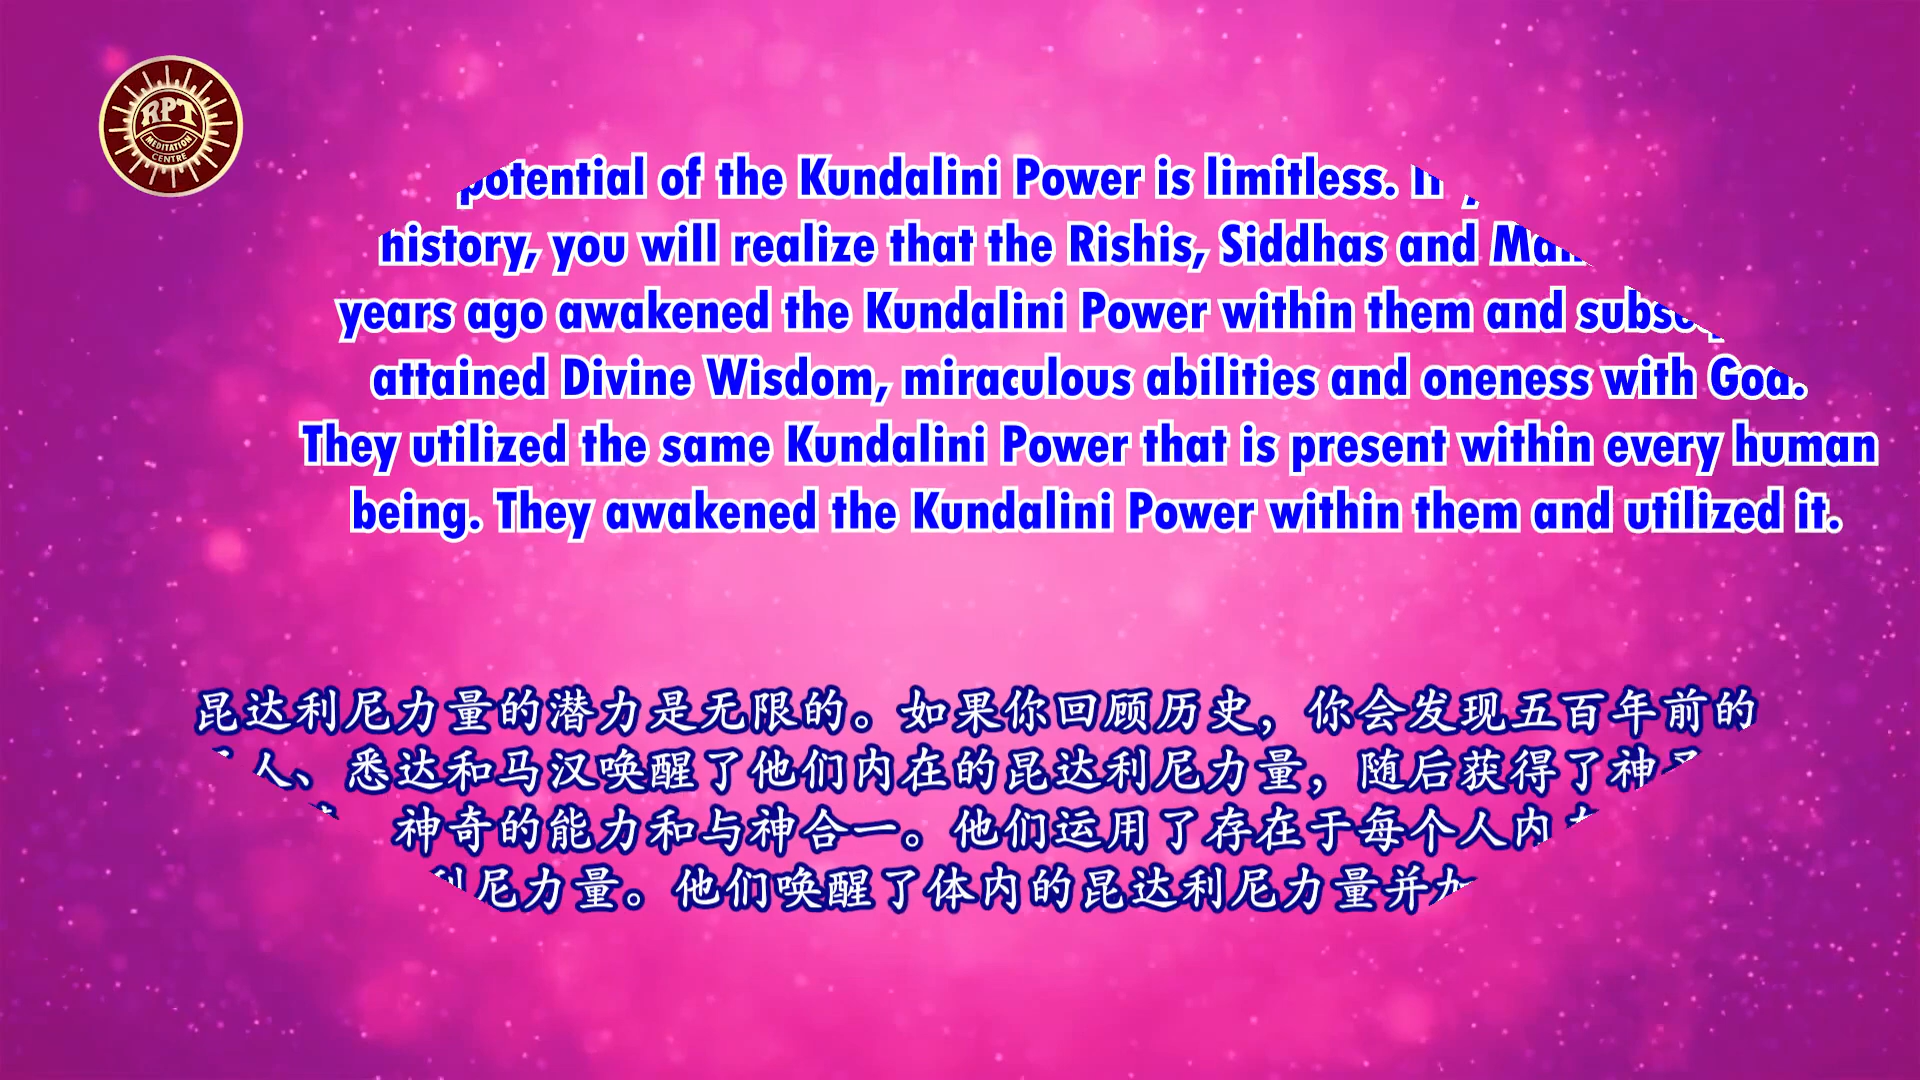 RPT
MEDITATION
CENTRE
potential of the Kundalini Power is limitless. If
history, you will realize that the Rishis, Siddhas and
years ago awakened the Kundalini Power within them and
attained Divine Wisdom, miraculous abilities and oneness with God.
They utilized the same Kundalini Power that is present within every human
being. They awakened the Kundalini Power within them and utilized it.
昆达利尼力量的潜力是无限的。如果你回顾历史，你会发现五百年前的
人、悉达和马汉唤醒了他们内在的昆达利尼力量，随后获得了神
神奇的能力和与神合一。他们运用了存在于每个人内
利尼力量。他们唤醒了体内的昆达利尼力量并